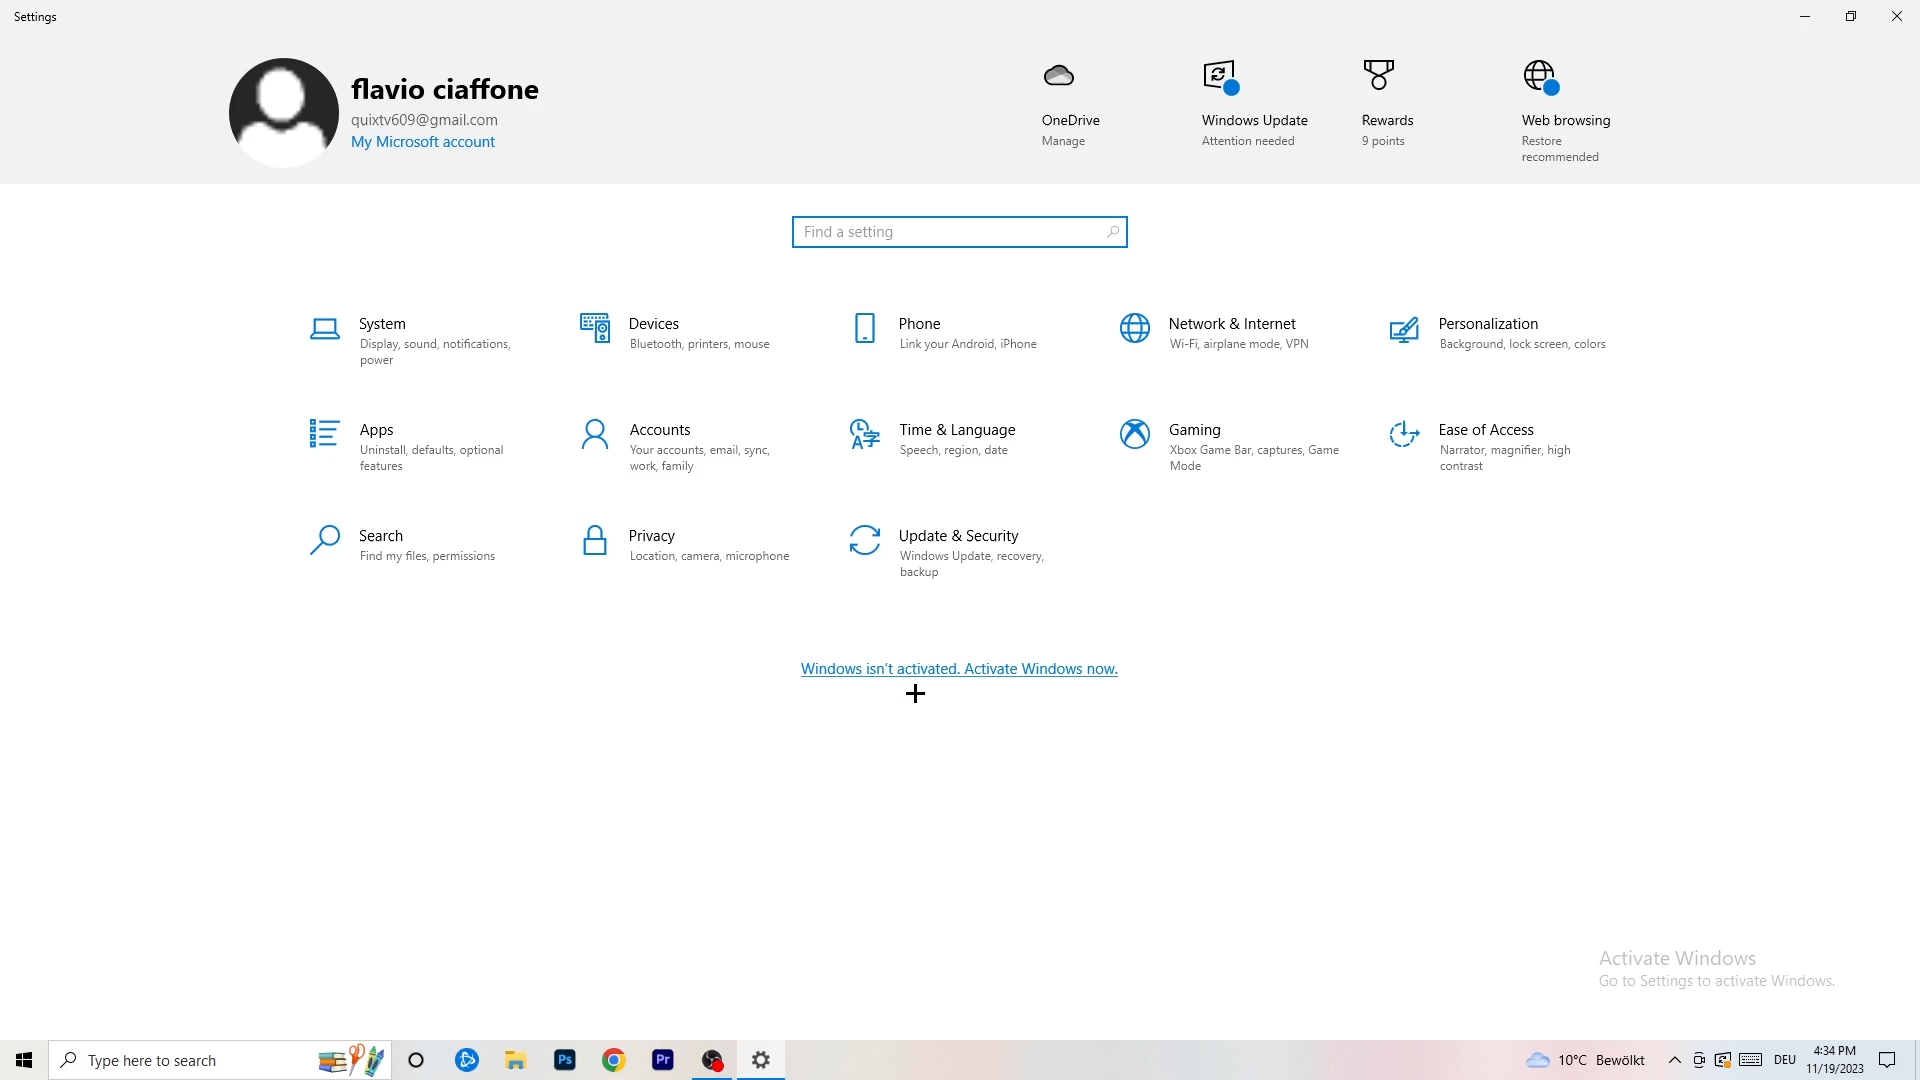 Settings
flavio ciaffone
quixtv609@gmail.com
My Microsoft account
OneDrive
Manage
Windows Update
Attention needed
Rewards
9 points
Web browsing
Restore
recommended
Find a setting
System
Display, sound, notifications,
power
Devices
Bluetooth, printers, mouse
Phone
Link your Android, iPhone
Network & Internet
Wi-Fi, airplane mode, VPN
Personalization
Background, lock screen, colors
Apps
Uninstall, defaults, optional
features
Accounts
Your accounts, email, sync,
work, family
Time & Language
Speech, region, date
Gaming
Xbox Game Bar, captures, Game
Mode
Ease of Access
Narrator, magnifier, high
contrast
Search
Find my files, permissions
Privacy
Location, camera, microphone
Update & Security
Windows Update, recovery,
backup
Windows isn't activated. Activate Windows now.
Activate Windows
Go to Settings to activate Windows.
Type here to search
Ps
Pr
10°C Bewölkt
DEU
4:34 PM
11/19/2023